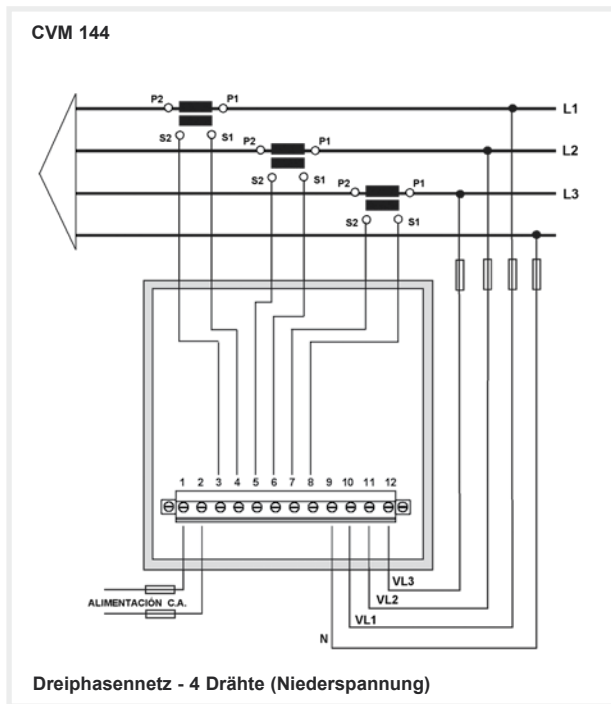 CVM 144
P2 P1 L1
S2 S1 P2 P1 L2
S2 S1 P2 P1 L3
S2 S1
1 2 3 4 5 6 7 8 9 10 11 12
VL3
ALIMENTACIÓN C.A. VL2
VL1
N
Dreiphasennetz - 4 Drähte (Niederspannung)